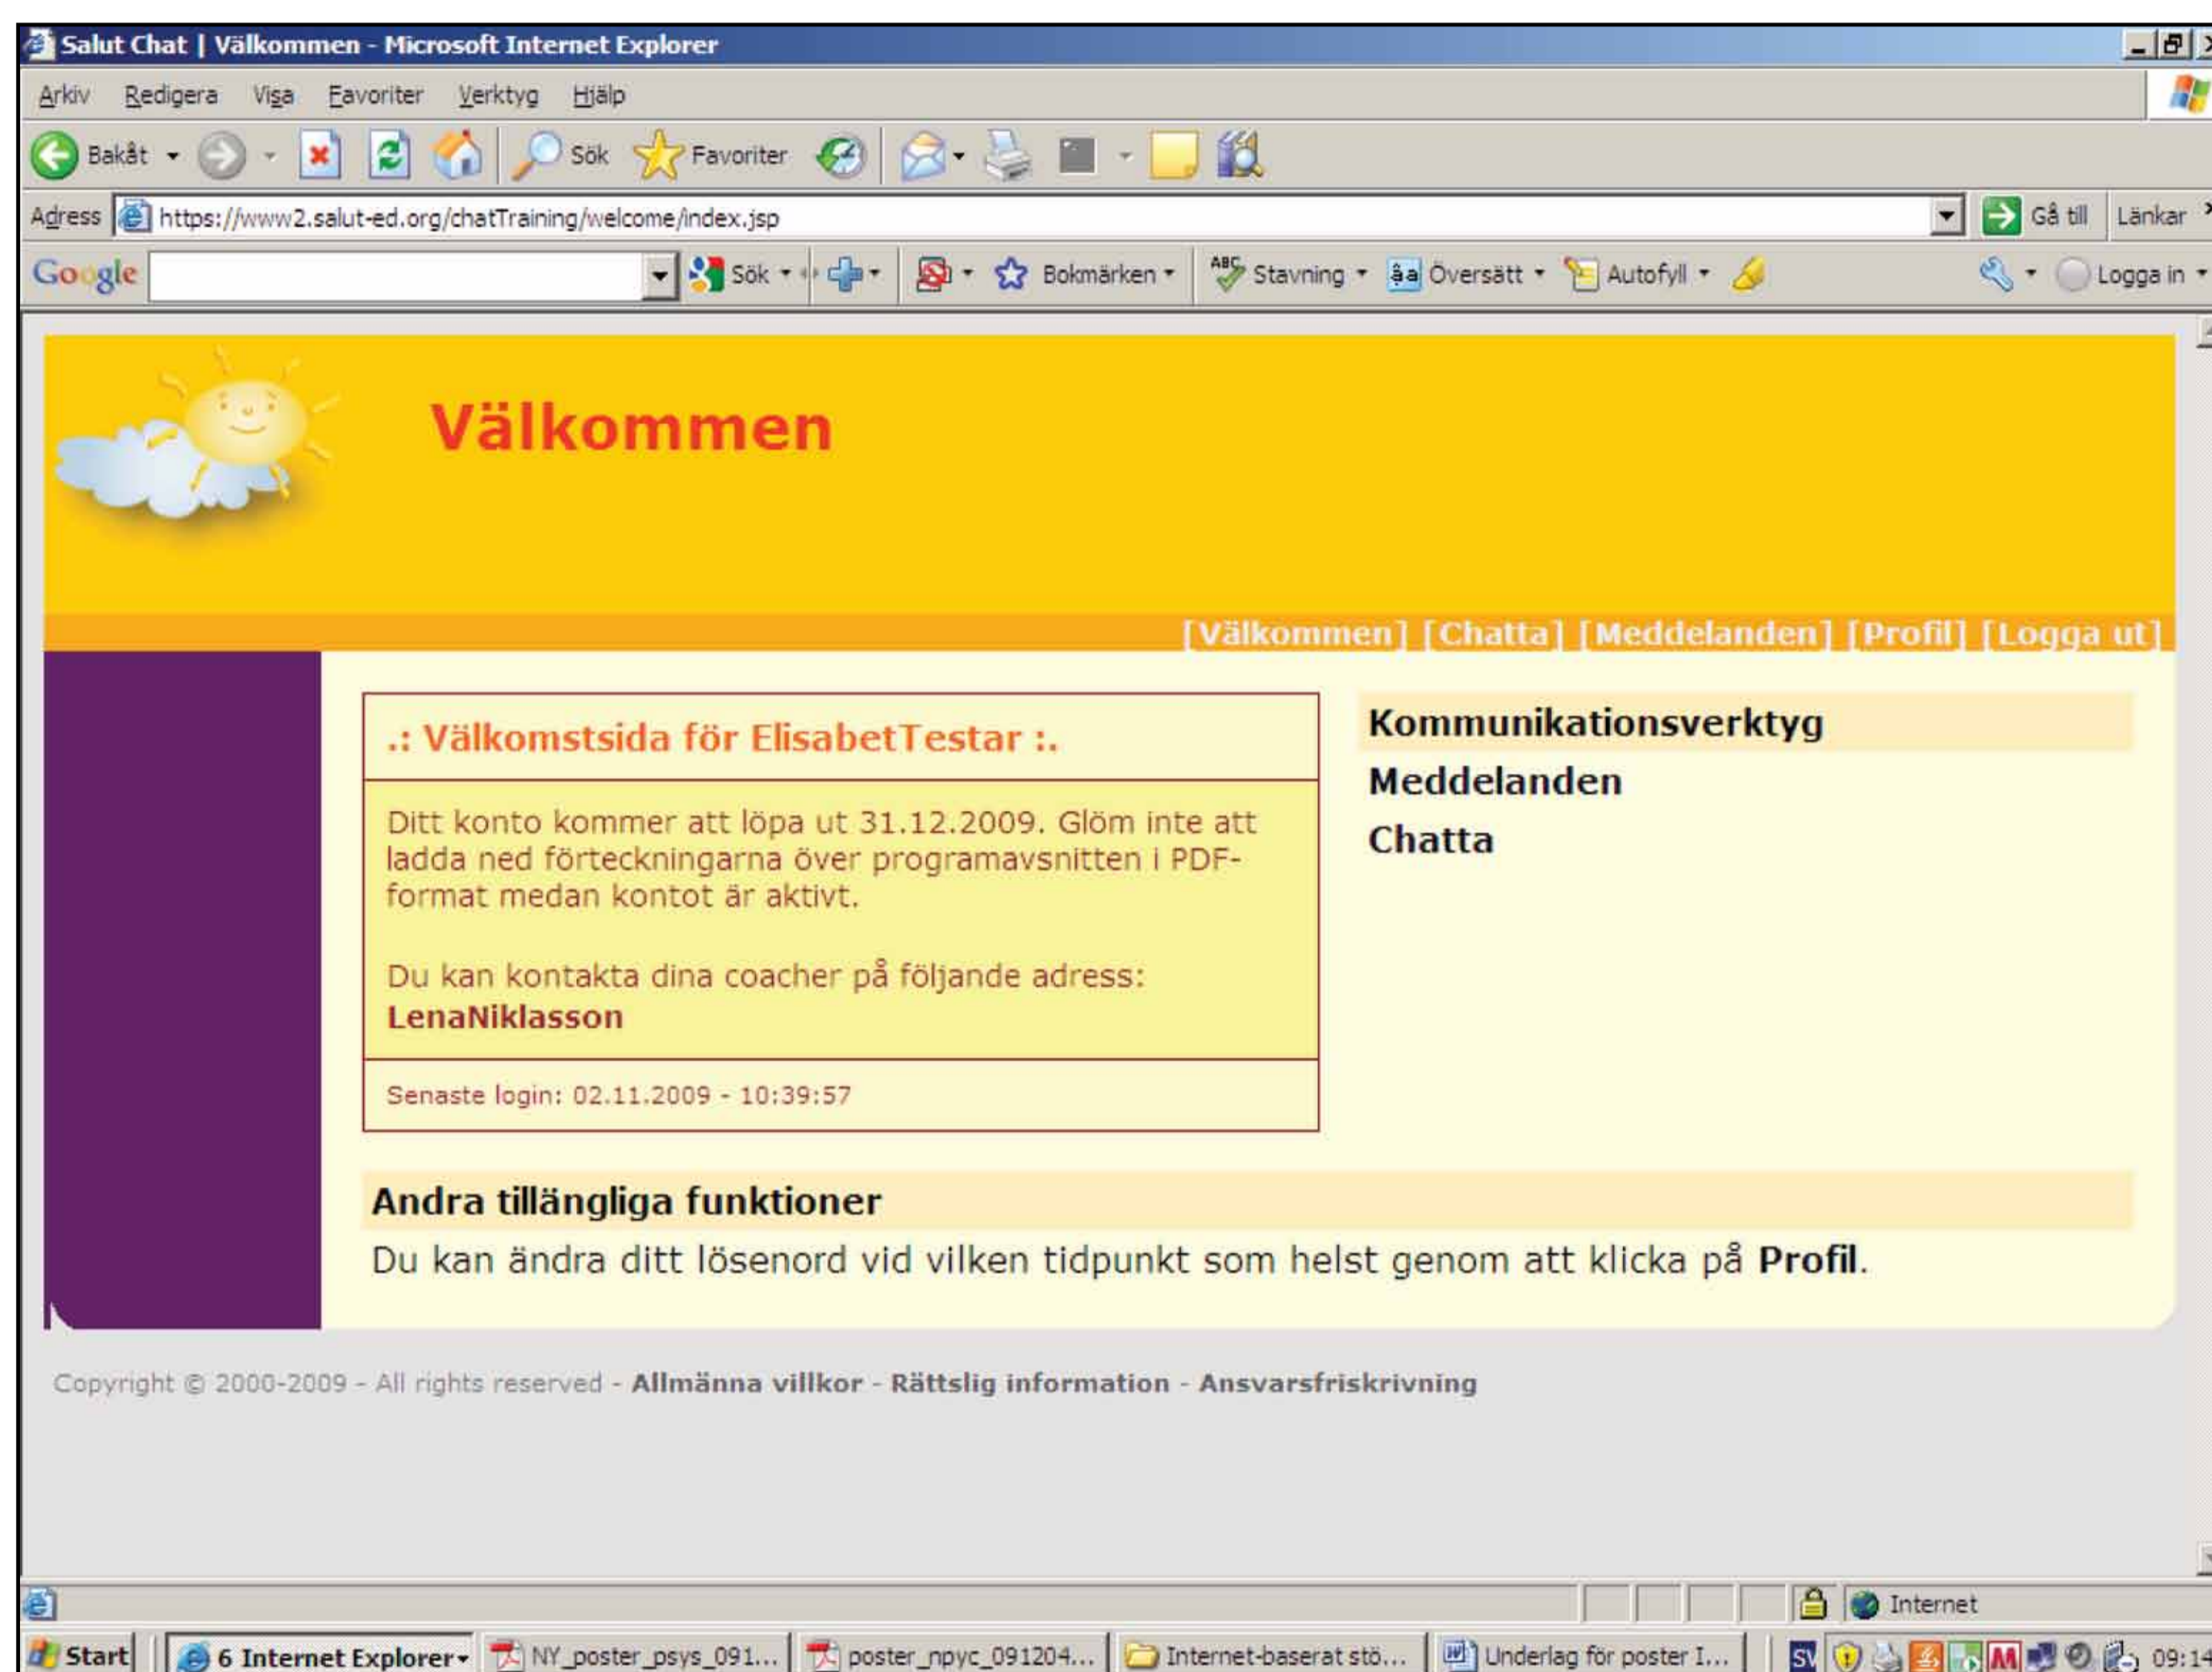 Salut Chat | Välkommen - Microsoft Internet Explorer
Arkiv Redigera Visa Favoriter Verktyg Hjälp
Bakåt Sök Favoriter
Adress https://www2.salut-ed.org/chatTraining/welcome/index.jsp Gå till Länkar
Google Sök Bokmärken ABC Stavning åa Översätt Autofyll Logga in
Välkommen
[Välkommen] [Chatta] [Meddelanden] [Profil] [Logga ut]
.: Välkomstsida för ElisabetTestar :.
Ditt konto kommer att löpa ut 31.12.2009. Glöm inte att
ladda ned förteckningarna över programavsnitten i PDF-
format medan kontot är aktivt.
Du kan kontakta dina coacher på följande adress:
LenaNiklasson
Senaste login: 02.11.2009 - 10:39:57
Kommunikationsverktyg
Meddelanden
Chatta
Andra tillängliga funktioner
Du kan ändra ditt lösenord vid vilken tidpunkt som helst genom att klicka på Profil.
Copyright © 2000-2009 - All rights reserved - Allmänna villkor - Rättslig information - Ansvarsfriskrivning
Internet
Start 6 Internet Explorer NY_poster_psys_091... poster_npyc_091204... Internet-baserat stö... Underlag för poster I... SV